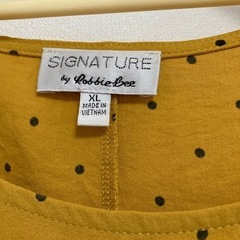 SIGNATURE
by Robbie Bee
XL
MADE IN
VIETNAM